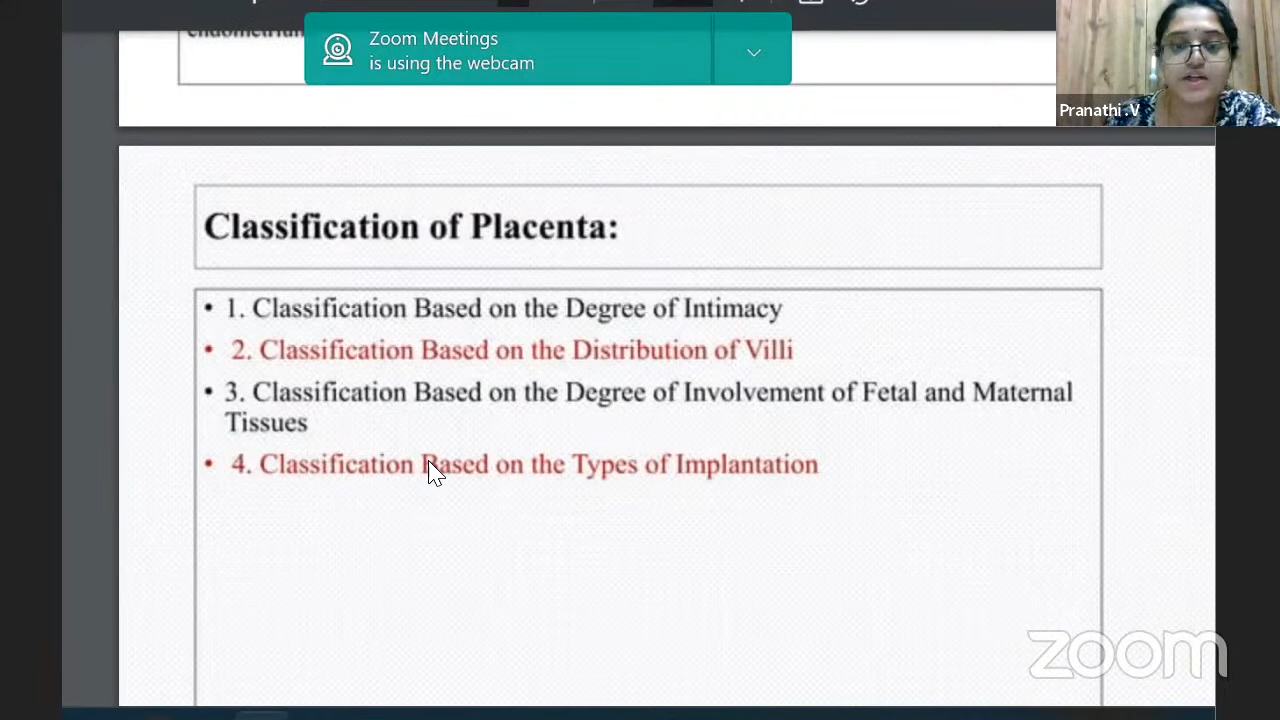 endometrium
Zoom Meetings
is using the webcam
Pranathi .V
Classification of Placenta:
• 1. Classification Based on the Degree of Intimacy
• 2. Classification Based on the Distribution of Villi
• 3. Classification Based on the Degree of Involvement of Fetal and Maternal
Tissues
• 4. Classification Based on the Types of Implantation
zoom